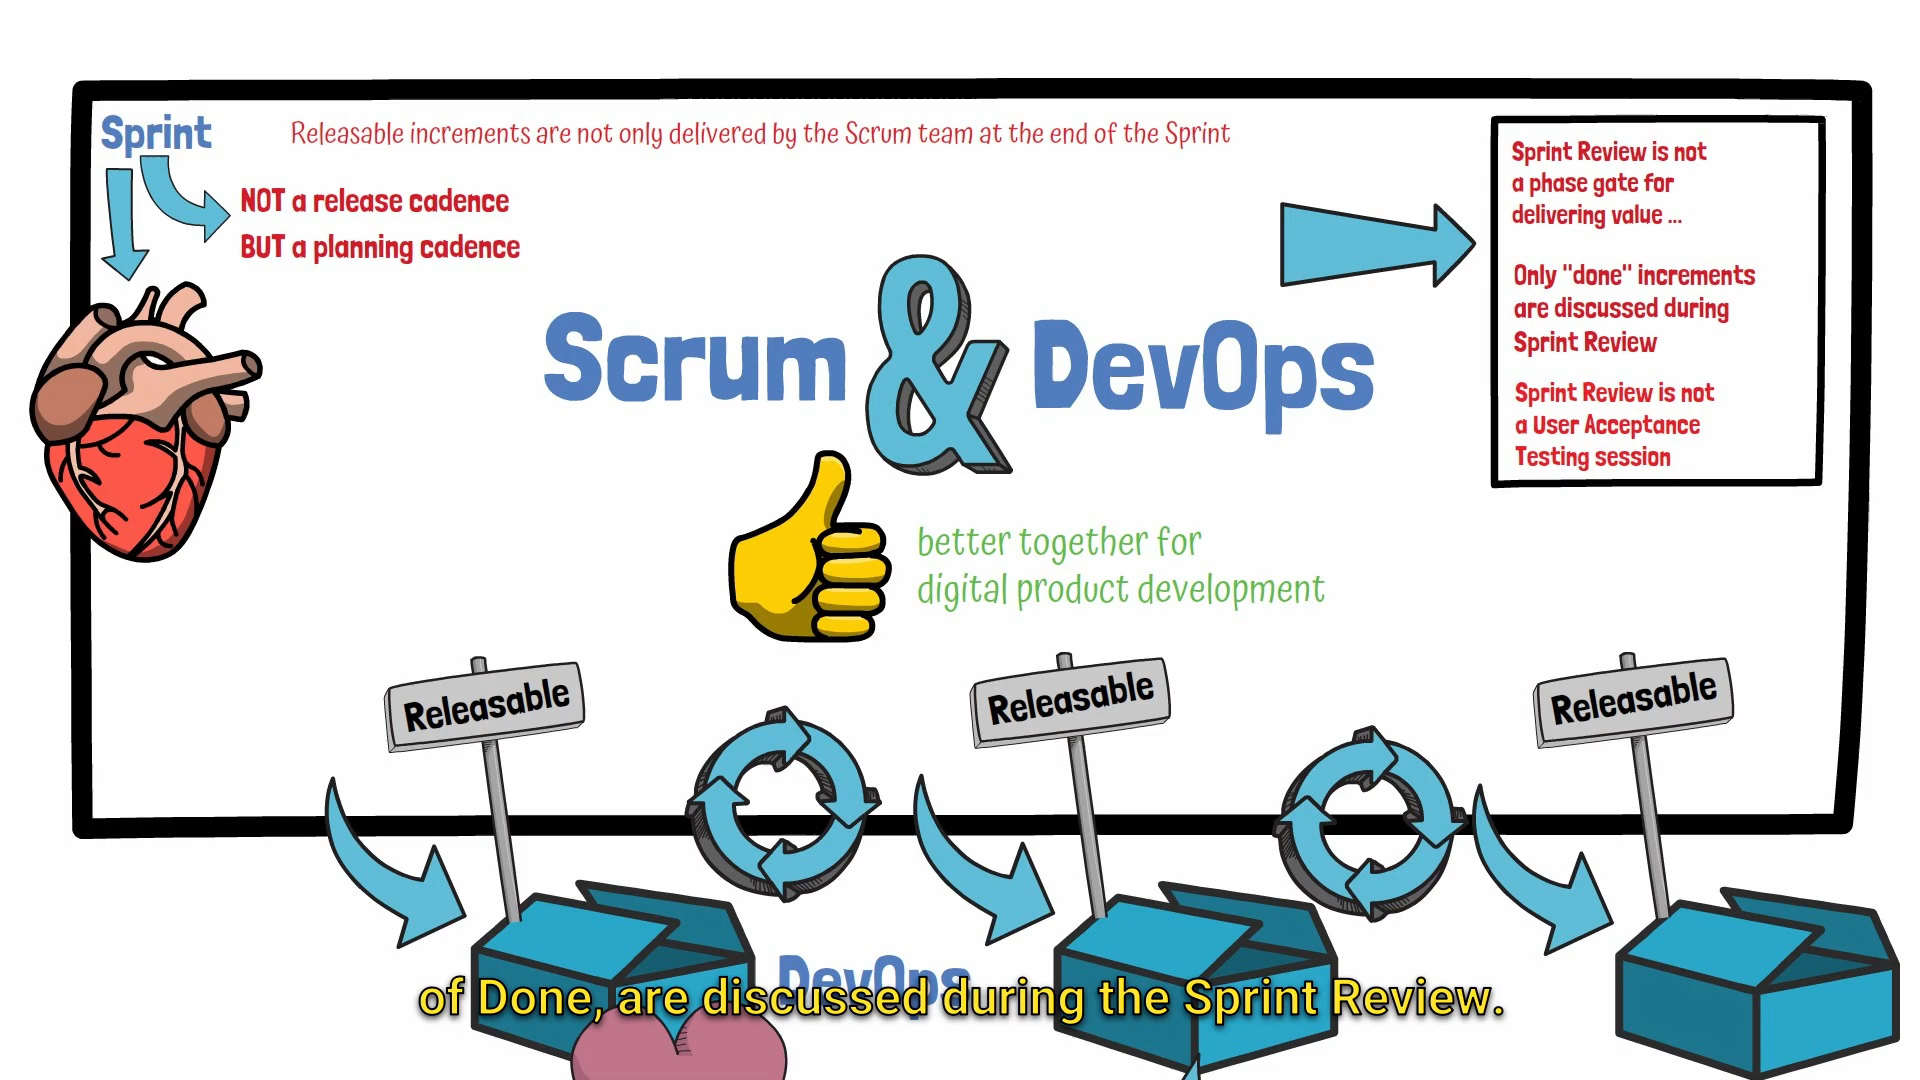 Sprint
Releasable increments are not only delivered by the Scrum team at the end of the Sprint
NOT a release cadence
BUT a planning cadence
Sprint Review is not
a phase gate for
delivering value ...
Only "done" increments
are discussed during
Sprint Review
Sprint Review is not
a User Acceptance
Testing session
Scrum & DevOps
better together for
digital product development
Releasable
Releasable
Releasable
DevOps
of Done, are discussed during the Sprint Review.